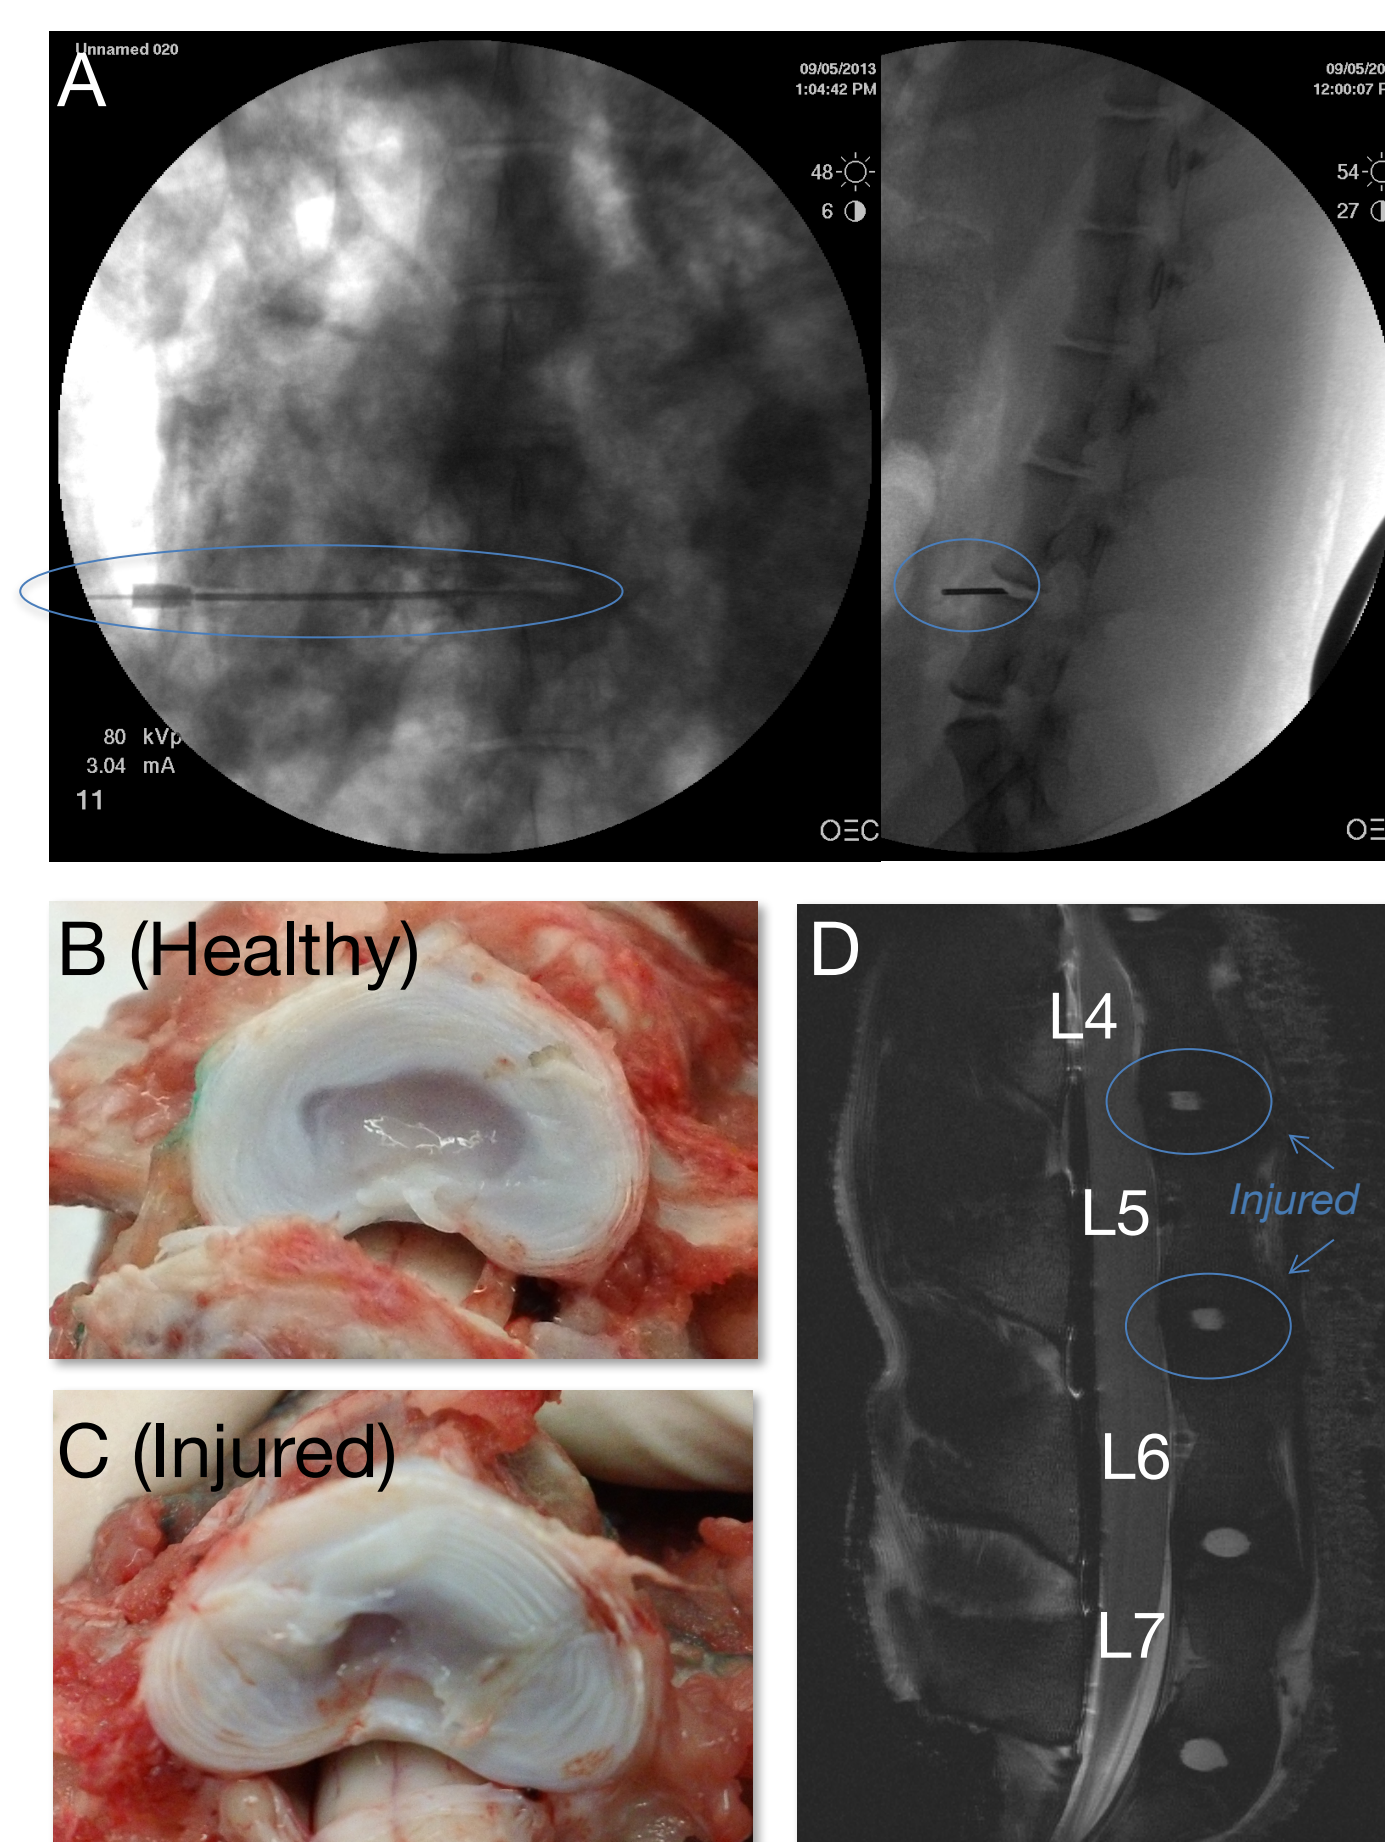 Unnamed 020
A
09/05/2013
1:04:42 PM
48
6
80 kVp
3.04 mA
11
OEC
09/05/20
12:00:07 P
54
27
OE
B (Healthy)
C (Injured)
D
L4
L5
Injured
L6
L7